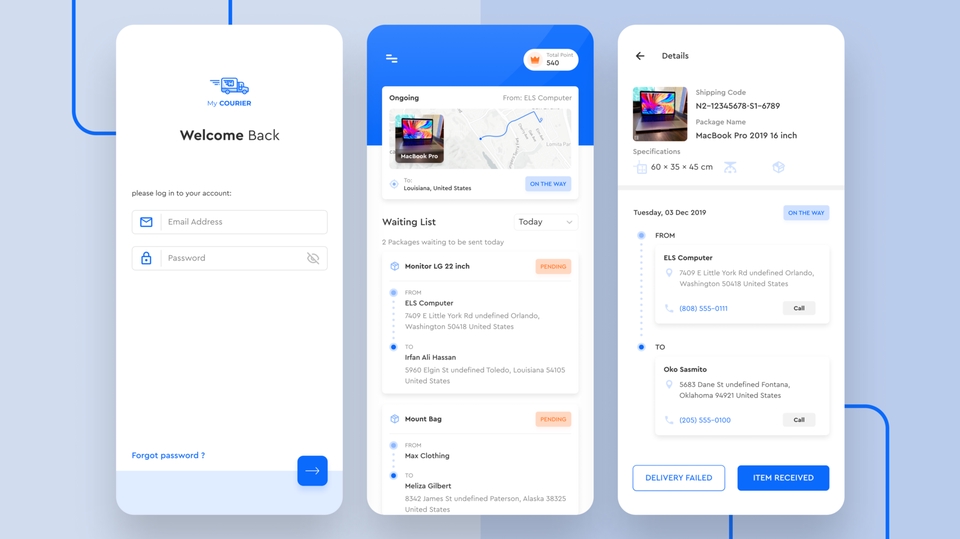 My COURIER
Welcome Back
please log in to your account:
Email Address
Password
Forgot password ?
Total Point
540
Ongoing
From: ELS Computer
MacBook Pro
To:
Louisiana, United States
ON THE WAY
Waiting List
Today
2 Packages waiting to be sent today
Monitor LG 22 inch
PENDING
FROM
ELS Computer
7409 E Little York Rd undefined Orlando,
Washington 50418 United States
TO
Irfan Ali Hassan
5960 Elgin St undefined Toledo, Louisiana 54105
United States
Mount Bag
PENDING
FROM
Max Clothing
TO
Meliza Gilbert
8342 James St undefined Paterson, Alaska 38325
United States
Details
Shipping Code
N2-12345678-S1-6789
Package Name
MacBook Pro 2019 16 inch
Specifications
60 × 35 × 45 cm
Tuesday, 03 Dec 2019
ON THE WAY
FROM
ELS Computer
7409 E Little York Rd undefined Orlando,
Washington 50418 United States
(808) 555-0111
Call
TO
Oko Sasmito
5683 Dane St undefined Fontana,
Oklahoma 94921 United States
(205) 555-0100
Call
DELIVERY FAILED
ITEM RECEIVED